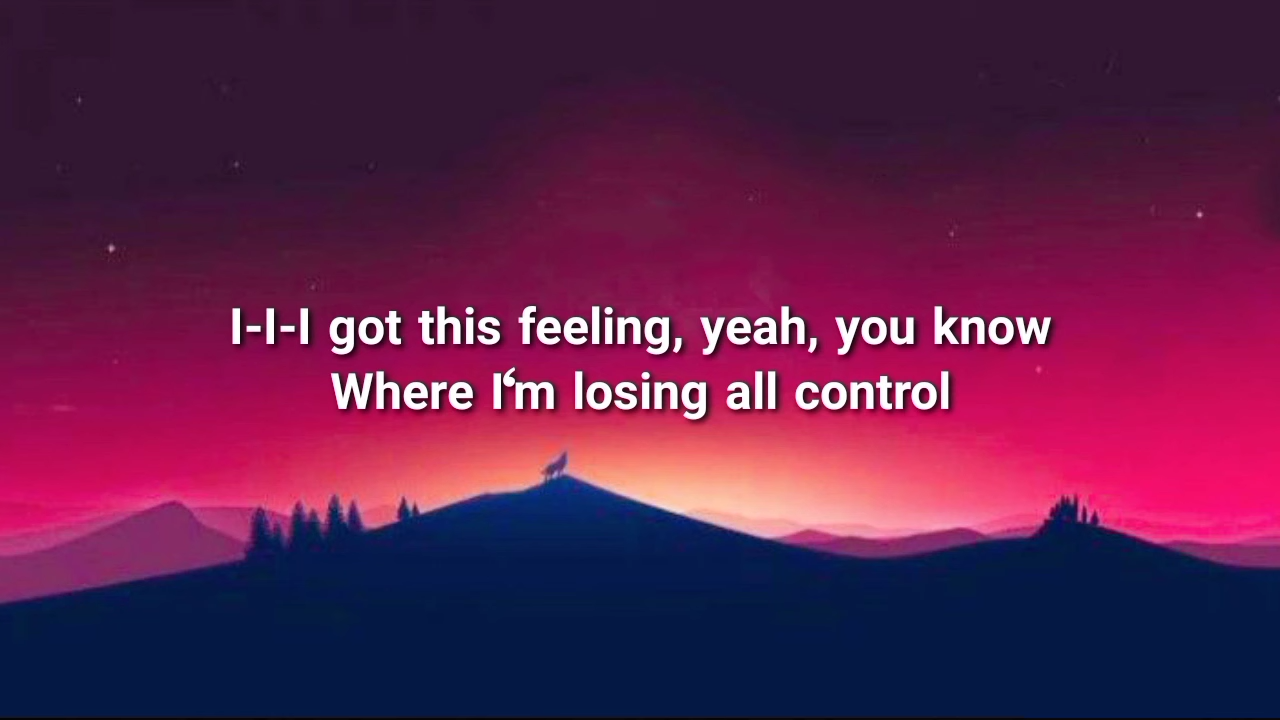 I-I-I got this feeling, yeah, you know
Where I‘m losing all control